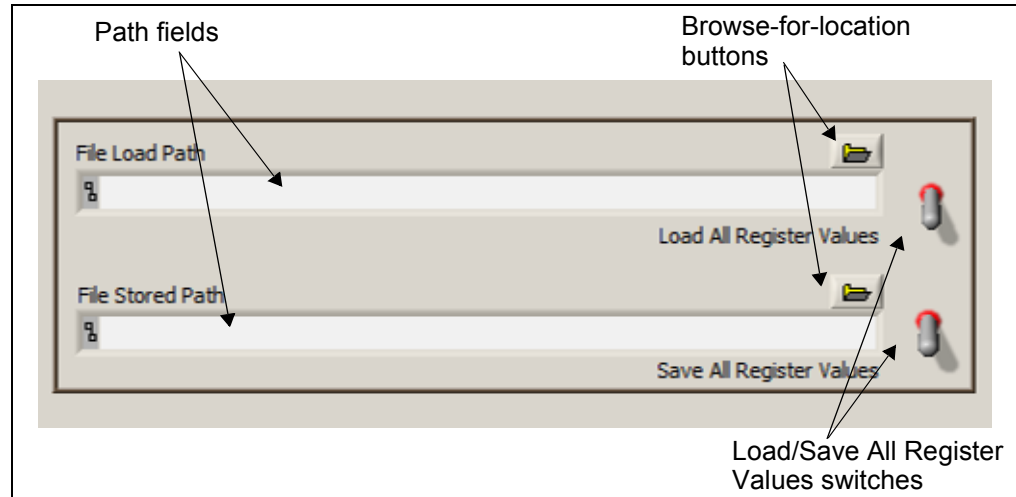 Path fields
Browse-for-location
buttons
File Load Path
Load All Register Values
File Stored Path
Save All Register Values
Load/Save All Register
Values switches